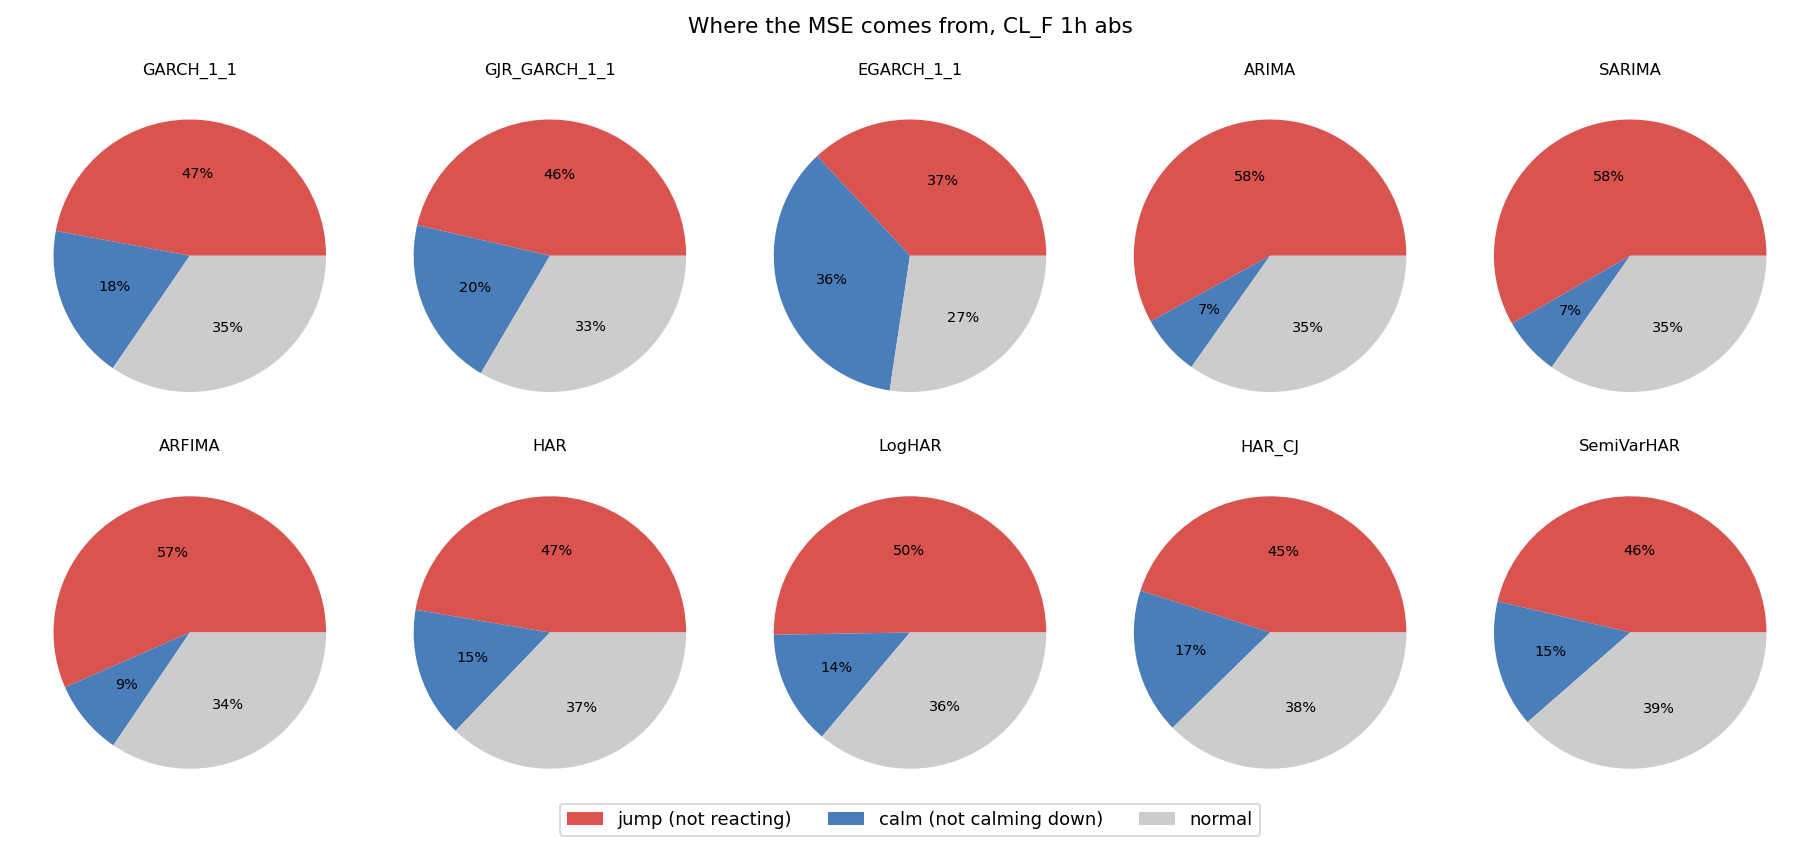 Where the MSE comes from, CL_F 1h abs
GARCH_1_1
47%
18%
35%
GJR_GARCH_1_1
46%
20%
33%
EGARCH_1_1
37%
36%
27%
ARIMA
58%
7%
35%
SARIMA
58%
7%
35%
ARFIMA
57%
9%
34%
HAR
47%
15%
37%
LogHAR
50%
14%
36%
HAR_CJ
45%
17%
38%
SemiVarHAR
46%
15%
39%
jump (not reacting)
calm (not calming down)
normal